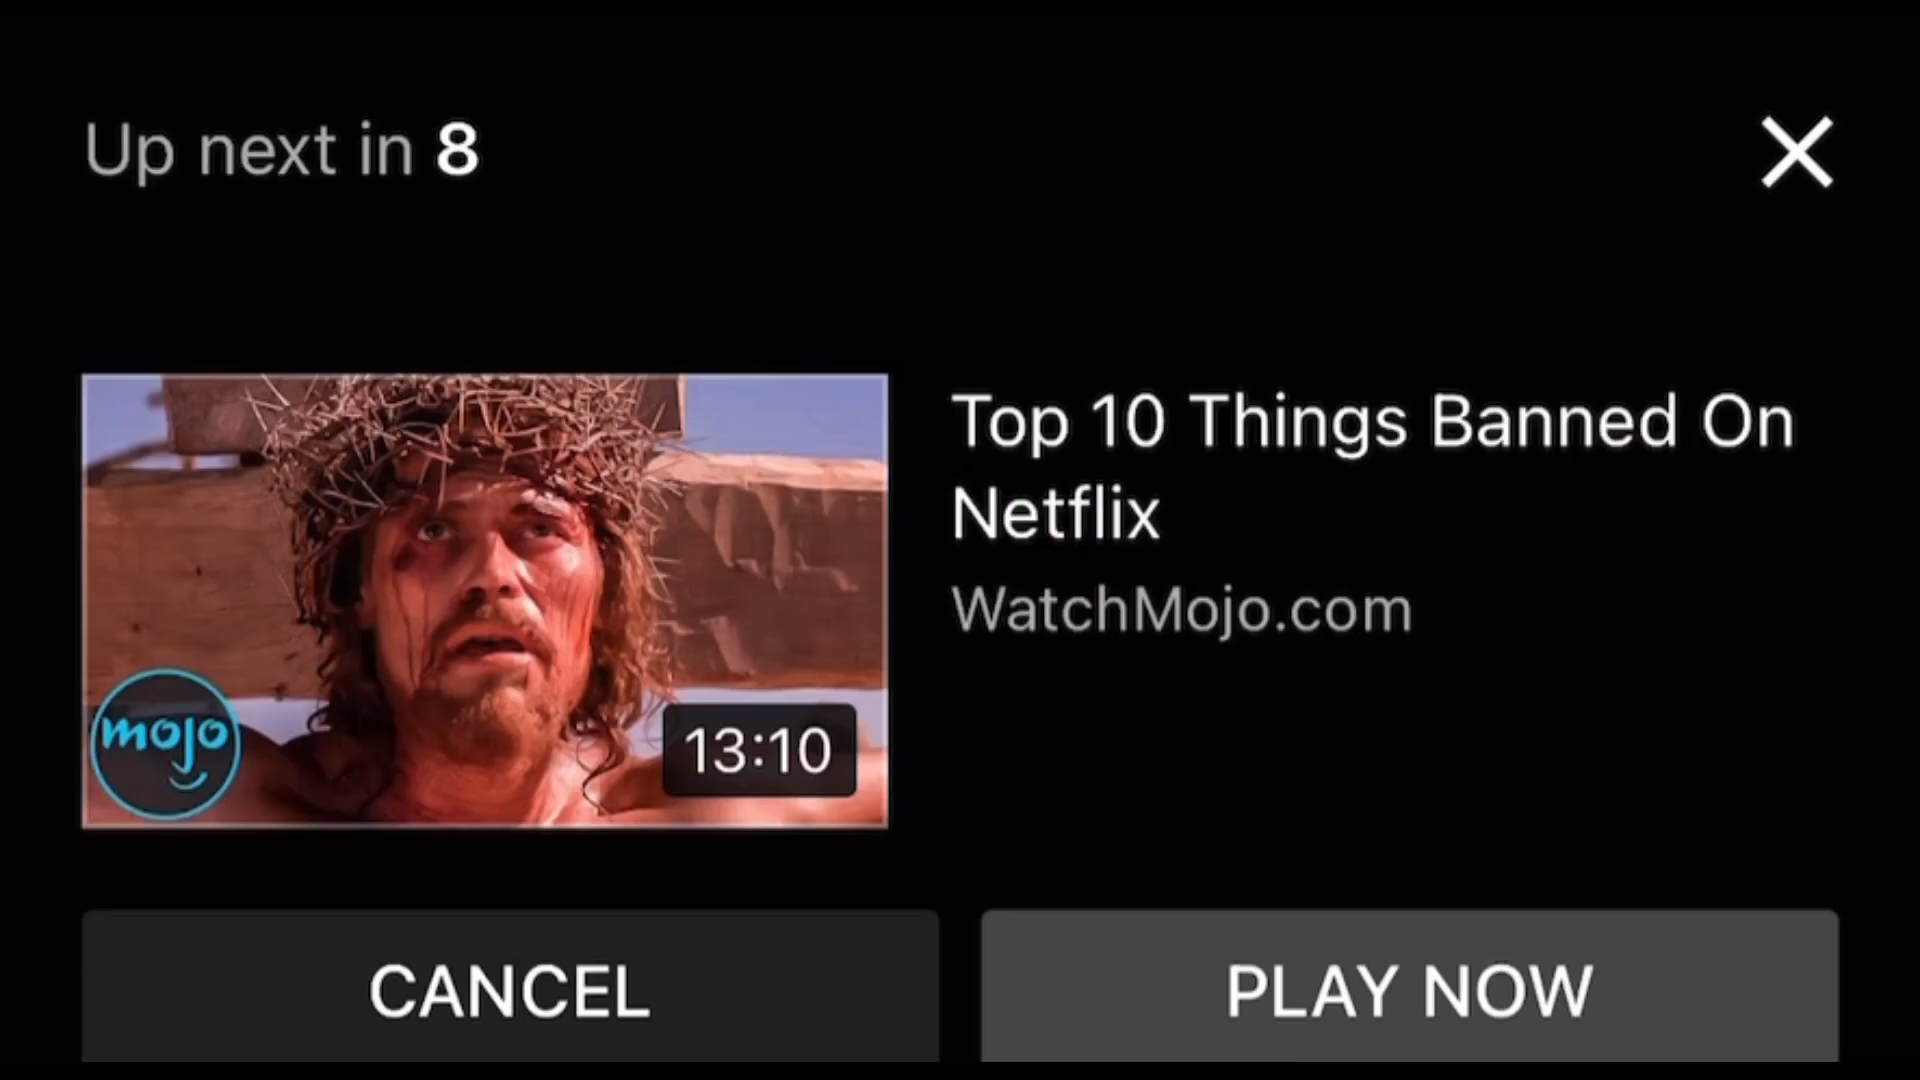 Up next in 8
Top 10 Things Banned On
Netflix
WatchMojo.com
mojo
13:10
CANCEL
PLAY NOW